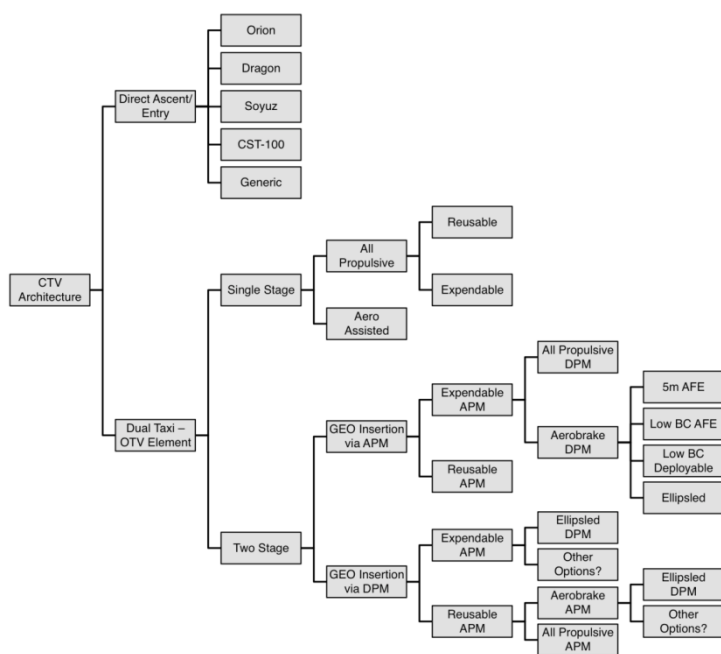 Orion
Dragon
Direct Ascent/
Entry
Soyuz
CST-100
Generic
Reusable
All
Propulsive
CTV
Architecture
Single Stage
Expendable
Aero
Assisted
All Propulsive
DPM
5m AFE
Expendable
APM
Low BC AFE
Dual Taxi –
OTV Element
GEO Insertion
via APM
Aerobrake
DPM
Low BC
Deployable
Reusable
APM
Ellipsled
Two Stage
Expendable
APM
Ellipsled
DPM
Other
Options?
GEO Insertion
via DPM
Ellipsled
DPM
Reusable
APM
Aerobrake
APM
Other
Options?
All Propulsive
APM